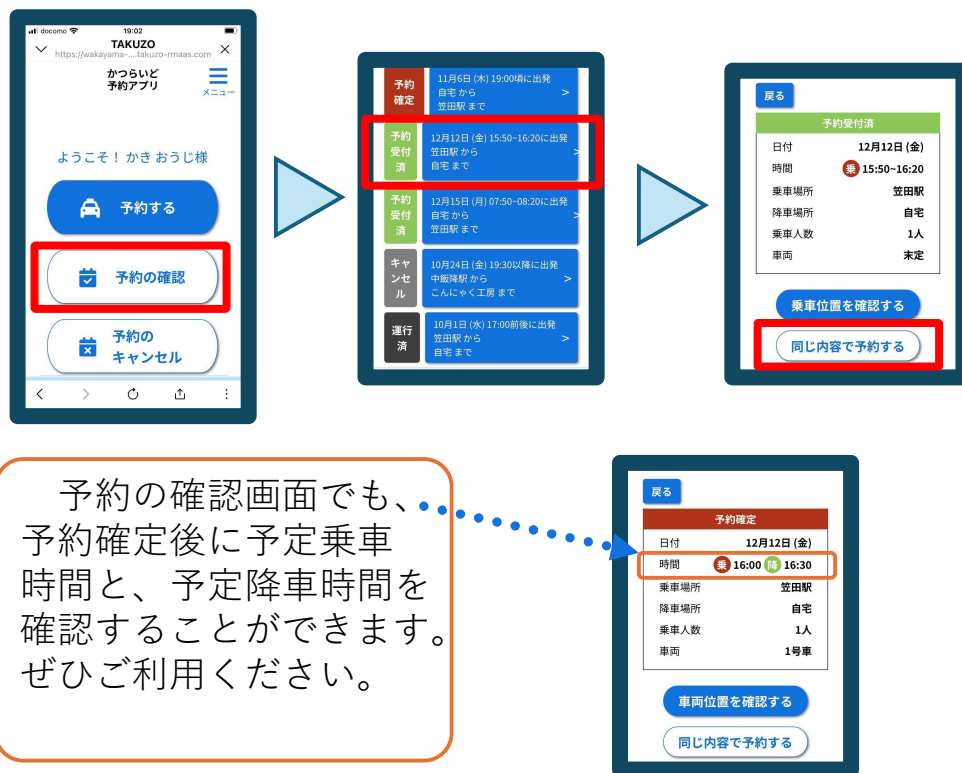 docomo 19:02
TAKUZO
https://wakayama-....takuzo-rmaas.com
かつらいど
予約アプリ
メニュー
ようこそ！ かき おうじ様
予約する
予約の確認
予約の
キャンセル
予約
確定
11月6日 (木) 19:00頃に出発
自宅 から
笠田駅 まで
>
予約
受付
済
12月12日 (金) 15:50~16:20に出発
笠田駅 から
自宅 まで
>
予約
受付
済
12月15日 (月) 07:50~08:20に出発
自宅 から
笠田駅 まで
>
キャ
ンセ
ル
10月24日 (金) 19:30以降に出発
中飯降駅 から
こんにゃく工房 まで
>
運行
済
10月1日 (水) 17:00前後に出発
笠田駅 から
自宅 まで
>
戻る
予約受付済
日付 12月12日 (金)
時間 乗 15:50~16:20
乗車場所 笠田駅
降車場所 自宅
乗車人数 1人
車両 未定
乗車位置を確認する
同じ内容で予約する
予約の確認画面でも、
予約確定後に予定乗車
時間と、予定降車時間を
確認することができます。
ぜひご利用ください。
戻る
予約確定
日付 12月12日 (金)
時間 乗 16:00 降 16:30
乗車場所 笠田駅
降車場所 自宅
乗車人数 1人
車両 1号車
車両位置を確認する
同じ内容で予約する